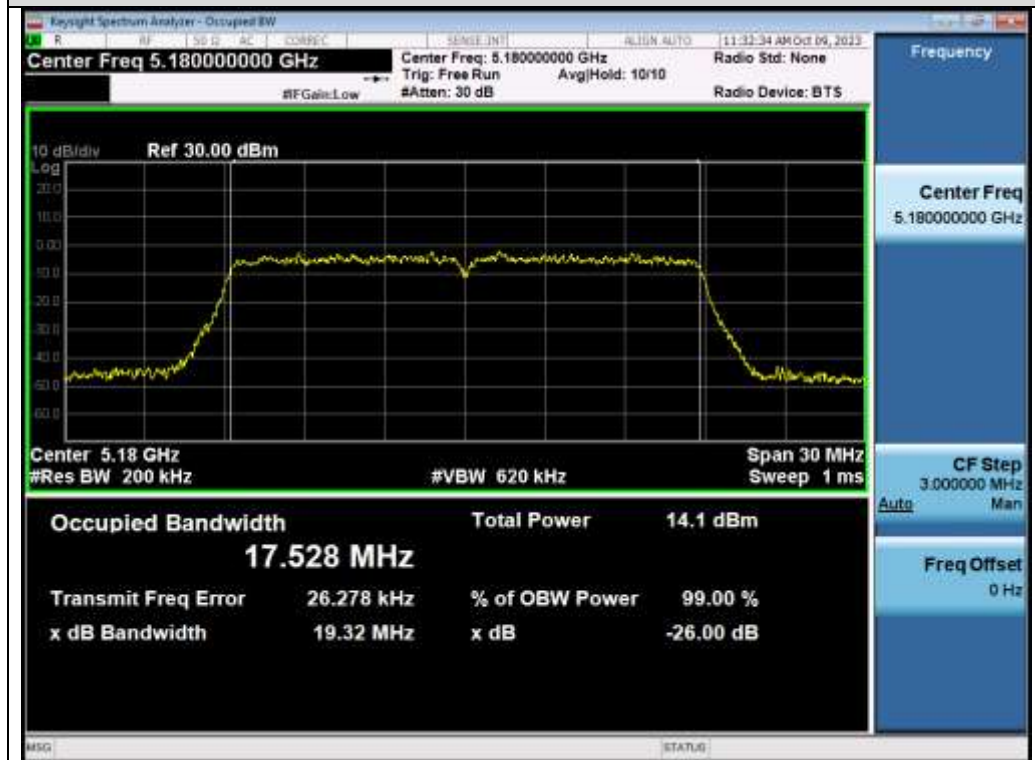 Keysight Spectrum Analyzer - Occupied BW
R RF 50 Ω AC CORREC SENSE:INT ALIGN AUTO 11:32:34 AM Oct 09, 2023
Center Freq 5.180000000 GHz
Center Freq: 5.180000000 GHz
Radio Std: None
Trig: Free Run Avg|Hold: 10/10
#IFGain:Low
#Atten: 30 dB
Radio Device: BTS
Frequency
10 dB/div Ref 30.00 dBm
Log
20.0
10.0
0.00
-10.0
-20.0
-30.0
-40.0
-50.0
-60.0
Center 5.18 GHz Span 30 MHz
#Res BW 200 kHz #VBW 620 kHz Sweep 1 ms
Center Freq
5.180000000 GHz
CF Step
3.000000 MHz
Auto Man
Freq Offset
0 Hz
Occupied Bandwidth Total Power 14.1 dBm
17.528 MHz
Transmit Freq Error 26.278 kHz % of OBW Power 99.00 %
x dB Bandwidth 19.32 MHz x dB -26.00 dB
MSG STATUS